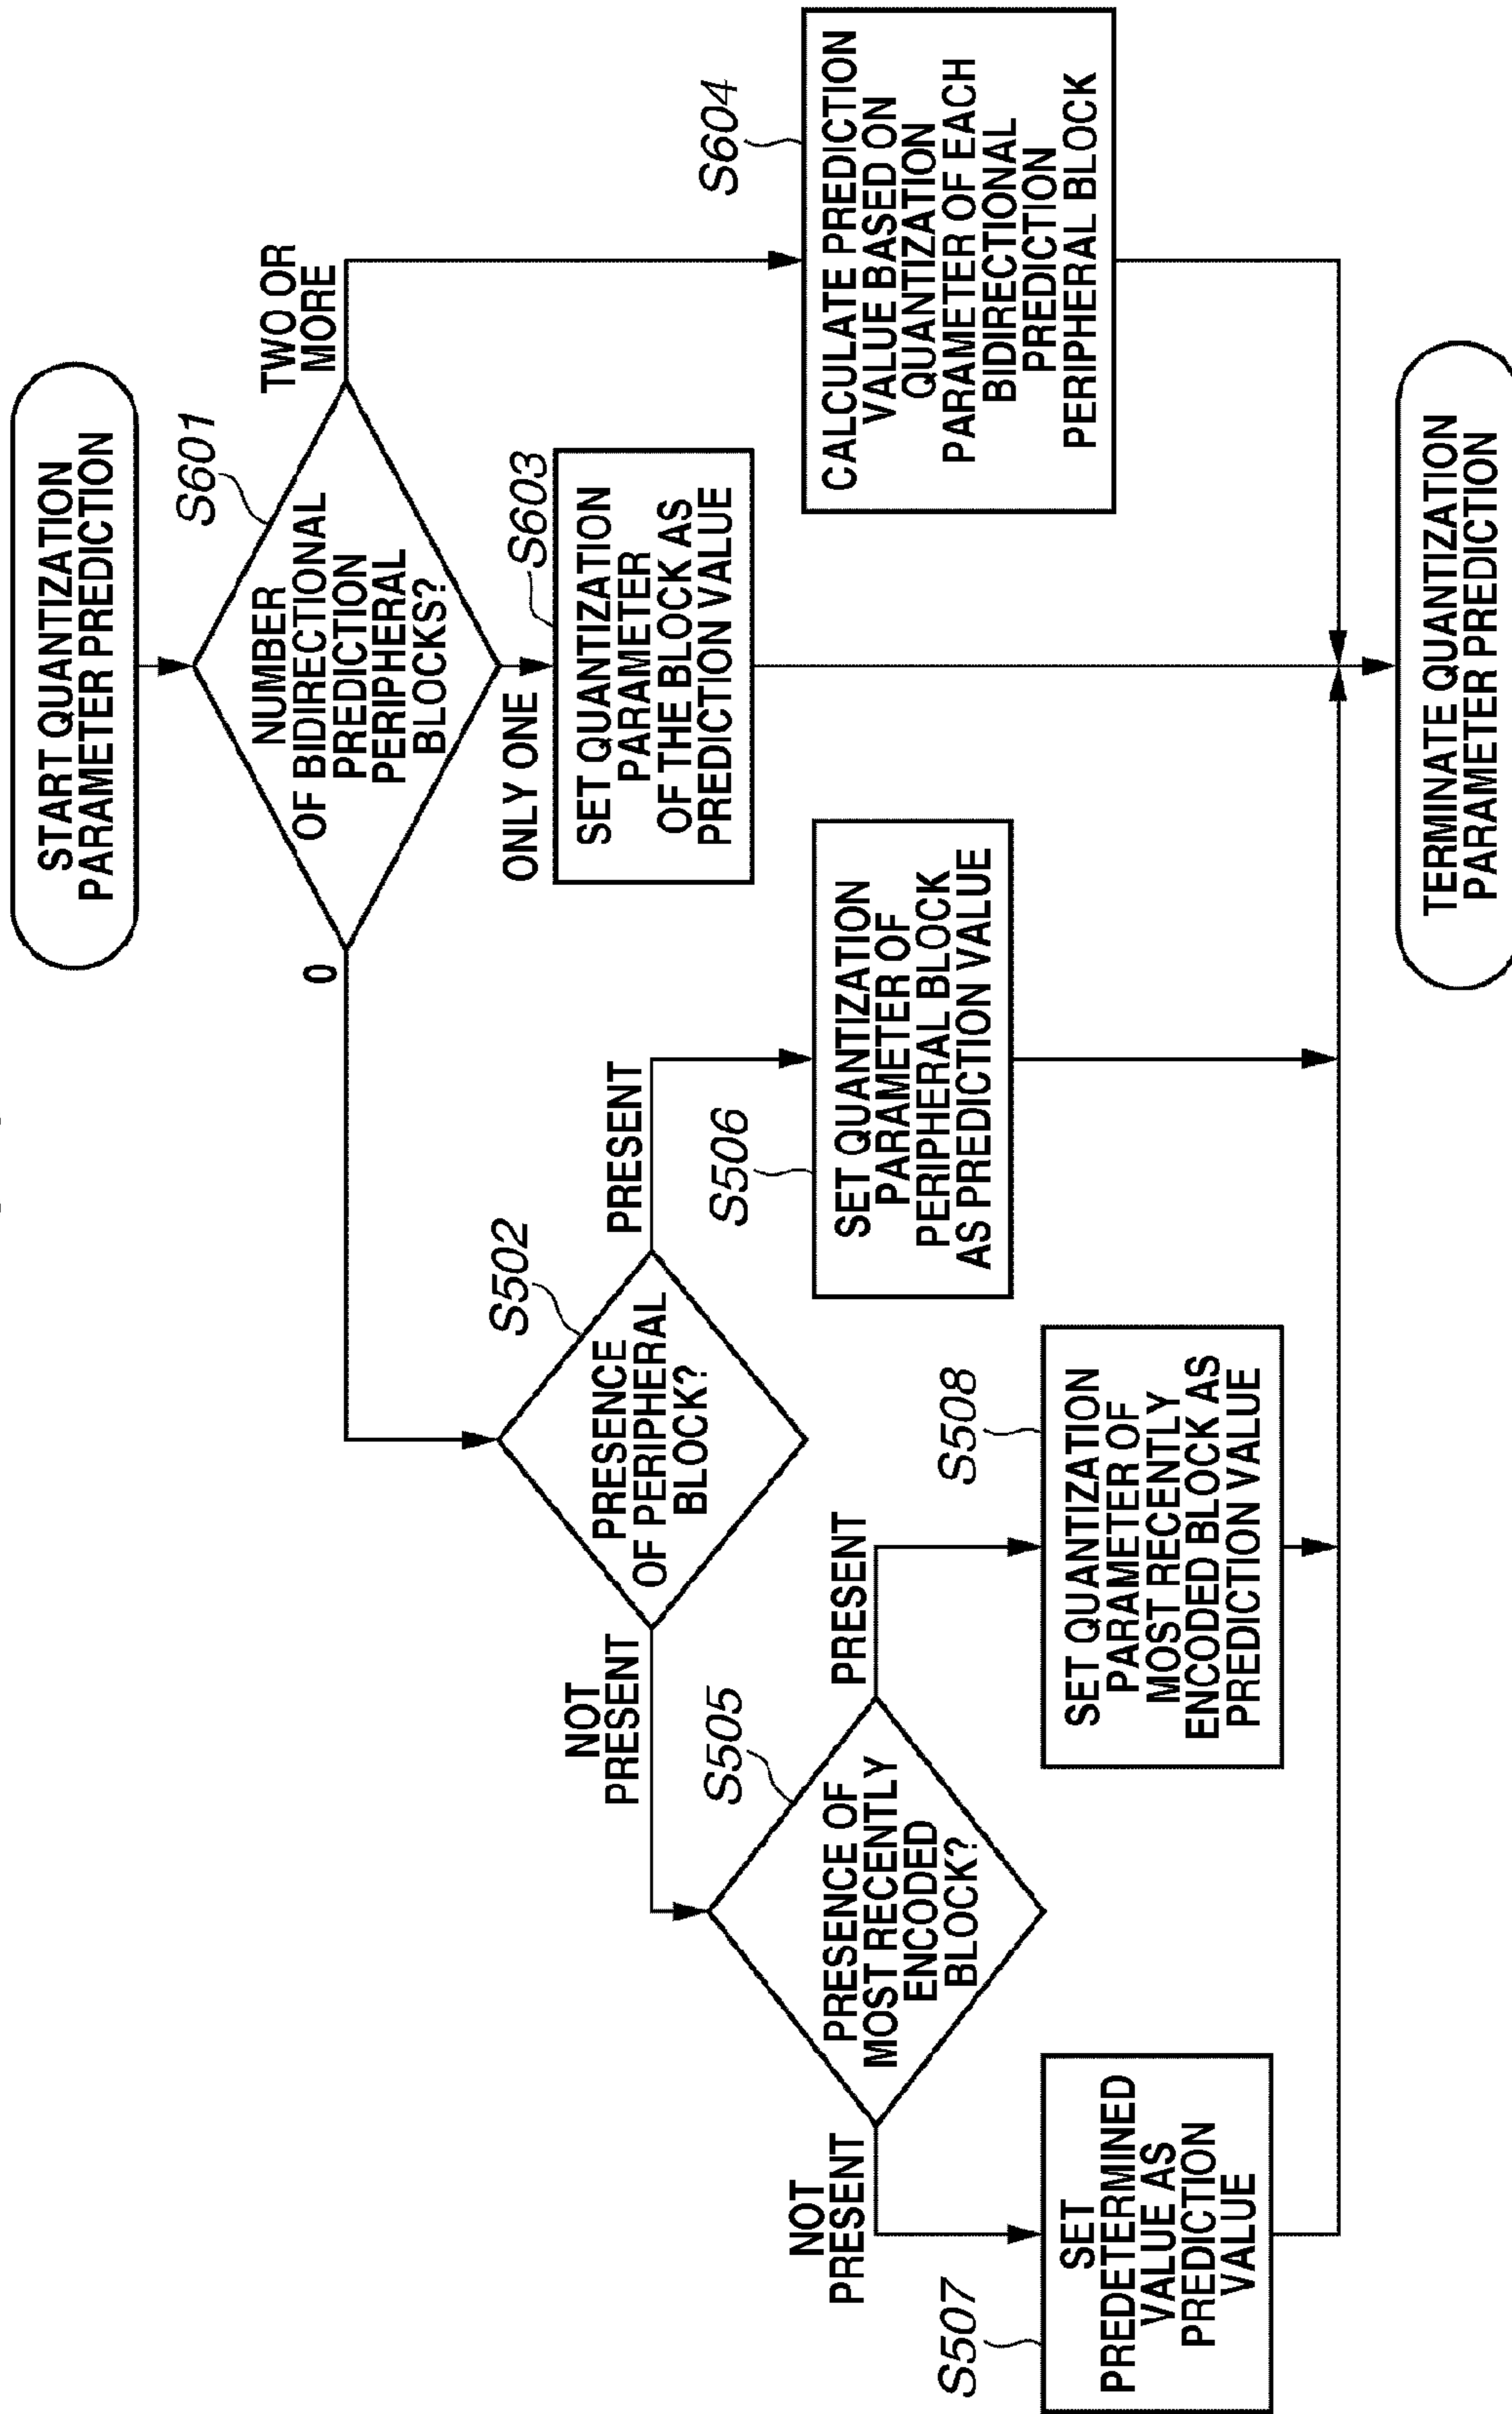 START QUANTIZATION
PARAMETER PREDICTION
S601
NUMBER
OF BIDIRECTIONAL
PREDICTION
PERIPHERAL
BLOCKS?
0
ONLY ONE
TWO OR
MORE
S502
PRESENCE
OF PERIPHERAL
BLOCK?
NOT
PRESENT
PRESENT
S603
SET QUANTIZATION
PARAMETER
OF THE BLOCK AS
PREDICTION VALUE
S604
CALCULATE PREDICTION
VALUE BASED ON
QUANTIZATION
PARAMETER OF EACH
BIDIRECTIONAL
PREDICTION
PERIPHERAL BLOCK
S505
PRESENCE OF
MOST RECENTLY
ENCODED
BLOCK?
NOT
PRESENT
PRESENT
S506
SET QUANTIZATION
PARAMETER OF
PERIPHERAL BLOCK
AS PREDICTION VALUE
S507
SET
PREDETERMINED
VALUE AS
PREDICTION
VALUE
S508
SET QUANTIZATION
PARAMETER OF
MOST RECENTLY
ENCODED BLOCK AS
PREDICTION VALUE
TERMINATE QUANTIZATION
PARAMETER PREDICTION